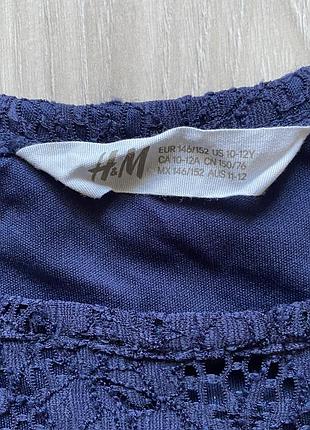 H&M
EUR 146/152 US 10-12Y
CA 10-12A CN 150/76
MX 146/152 AUS 11-12